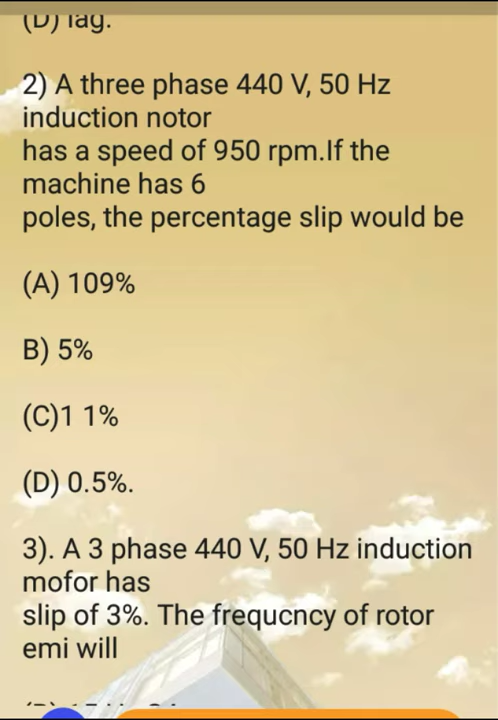 (D) lag.
2) A three phase 440 V, 50 Hz
induction notor
has a speed of 950 rpm.If the
machine has 6
poles, the percentage slip would be
(A) 109%
B) 5%
(C)1 1%
(D) 0.5%.
3). A 3 phase 440 V, 50 Hz induction
mofor has
slip of 3%. The frequcncy of rotor
emi will